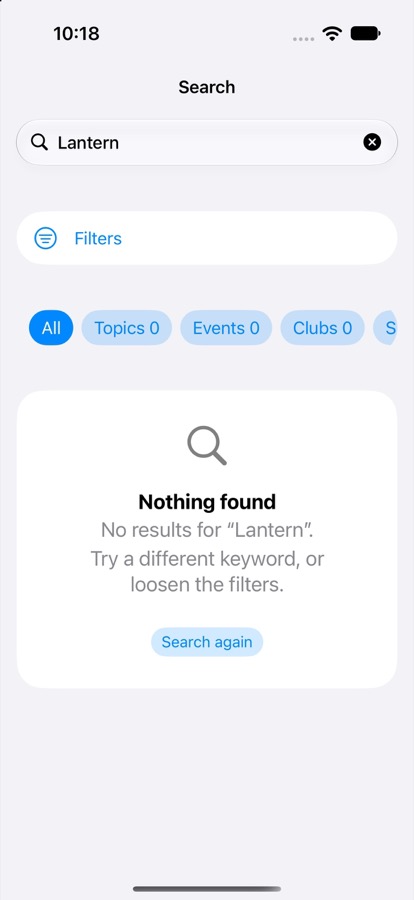 10:18
Search
Lantern
Filters
All Topics 0 Events 0 Clubs 0 S
Nothing found
No results for “Lantern”.
Try a different keyword, or
loosen the filters.
Search again